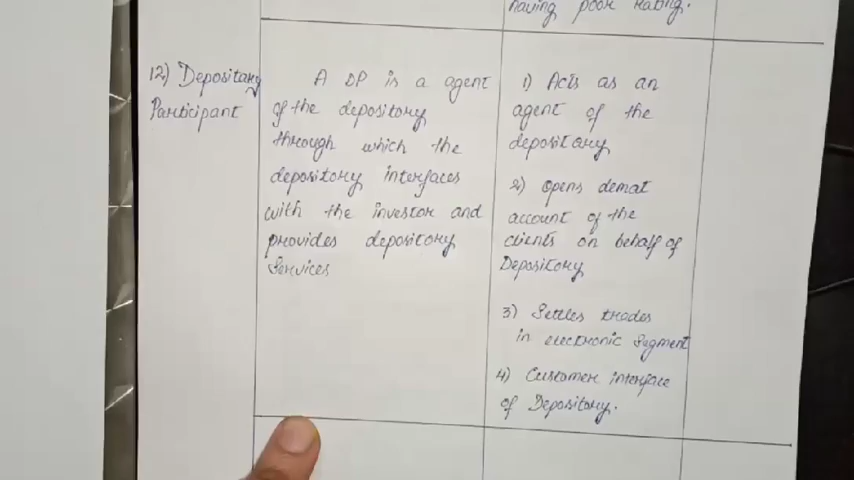 having poor rating.
12) Depositary
Participant
A DP is a agent
of the depository
through which the
depository interfaces
with the investor and
provides depository
Services
1) Acts as an
agent of the
depository
2) opens demat
account of the
clients on behalf of
Depository
3) Settles trades
in electronic Segment
4) Customer interface
of Depository.